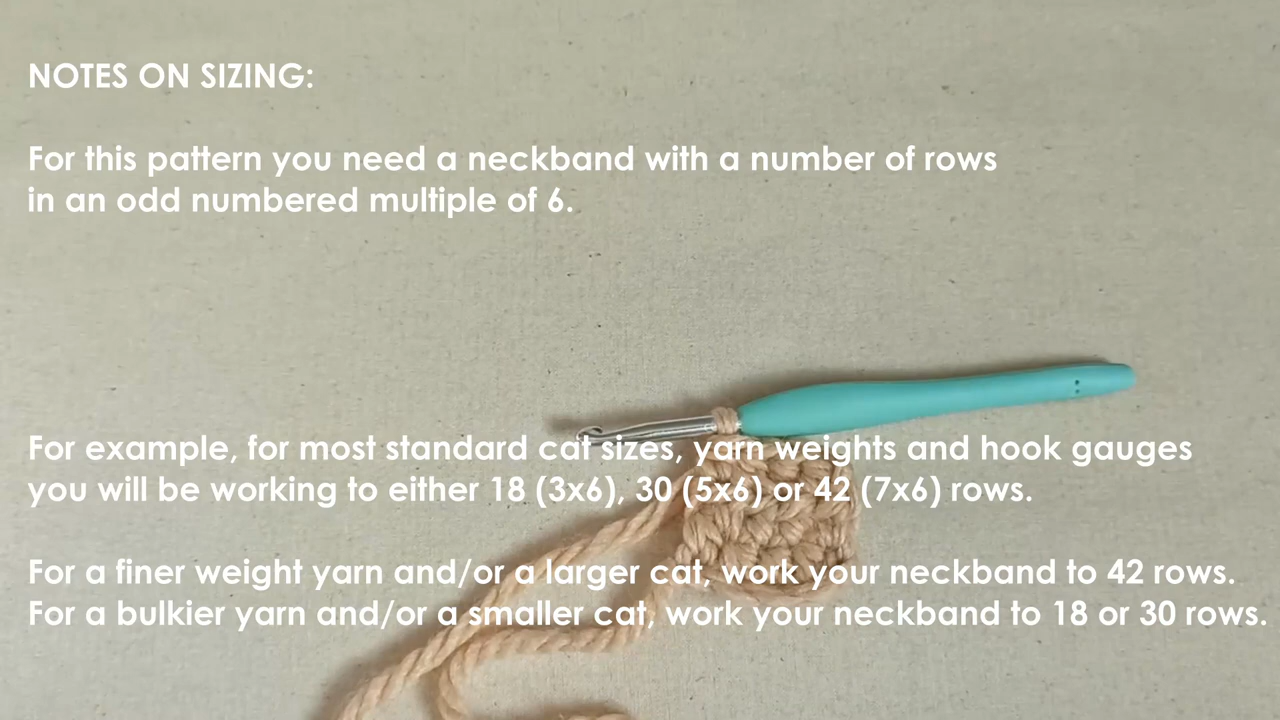 NOTES ON SIZING:
For this pattern you need a neckband with a number of rows
in an odd numbered multiple of 6.
For example, for most standard cat sizes, yarn weights and hook gauges
you will be working to either 18 (3x6), 30 (5x6) or 42 (7x6) rows.
For a finer weight yarn and/or a larger cat, work your neckband to 42 rows.
For a bulkier yarn and/or a smaller cat, work your neckband to 18 or 30 rows.